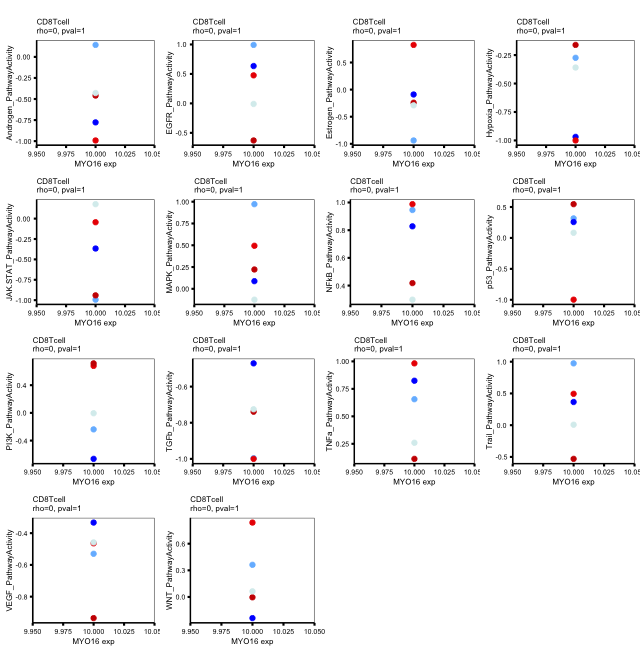 CD8Tcell
rho=0, pval=1
Androgen_PathwayActivity
0.00
-0.25
-0.50
-0.75
-1.00
9.950 9.975 10.000 10.025 10.05
MYO16 exp
CD8Tcell
rho=0, pval=1
EGFR_PathwayActivity
1.0
0.5
0.0
-0.5
9.950 9.975 10.000 10.025 10.05
MYO16 exp
CD8Tcell
rho=0, pval=1
Estrogen_PathwayActivity
0.5
0.0
-0.5
-1.0
9.950 9.975 10.000 10.025 10.05
MYO16 exp
CD8Tcell
rho=0, pval=1
Hypoxia_PathwayActivity
-0.25
-0.50
-0.75
-1.00
9.950 9.975 10.000 10.025 10.05
MYO16 exp
CD8Tcell
rho=0, pval=1
JAK.STAT_PathwayActivity
0.00
-0.25
-0.50
-0.75
-1.00
9.950 9.975 10.000 10.025 10.05
MYO16 exp
CD8Tcell
rho=0, pval=1
MAPK_PathwayActivity
1.00
0.75
0.50
0.25
0.00
9.950 9.975 10.000 10.025 10.05
MYO16 exp
CD8Tcell
rho=0, pval=1
NFkB_PathwayActivity
1.0
0.8
0.6
0.4
9.950 9.975 10.000 10.025 10.05
MYO16 exp
CD8Tcell
rho=0, pval=1
p53_PathwayActivity
0.5
0.0
-0.5
-1.0
9.950 9.975 10.000 10.025 10.05
MYO16 exp
CD8Tcell
rho=0, pval=1
PI3K_PathwayActivity
0.4
0.0
-0.4
9.950 9.975 10.000 10.025 10.05
MYO16 exp
CD8Tcell
rho=0, pval=1
TGFb_PathwayActivity
-0.6
-0.8
-1.0
9.950 9.975 10.000 10.025 10.05
MYO16 exp
CD8Tcell
rho=0, pval=1
TNFa_PathwayActivity
1.00
0.75
0.50
0.25
9.950 9.975 10.000 10.025 10.05
MYO16 exp
CD8Tcell
rho=0, pval=1
Trail_PathwayActivity
1.0
0.5
0.0
-0.5
9.950 9.975 10.000 10.025 10.05
MYO16 exp
CD8Tcell
rho=0, pval=1
VEGF_PathwayActivity
-0.4
-0.6
-0.8
9.950 9.975 10.000 10.025 10.05
MYO16 exp
CD8Tcell
rho=0, pval=1
WNT_PathwayActivity
0.6
0.3
0.0
9.950 9.975 10.000 10.025 10.050
MYO16 exp